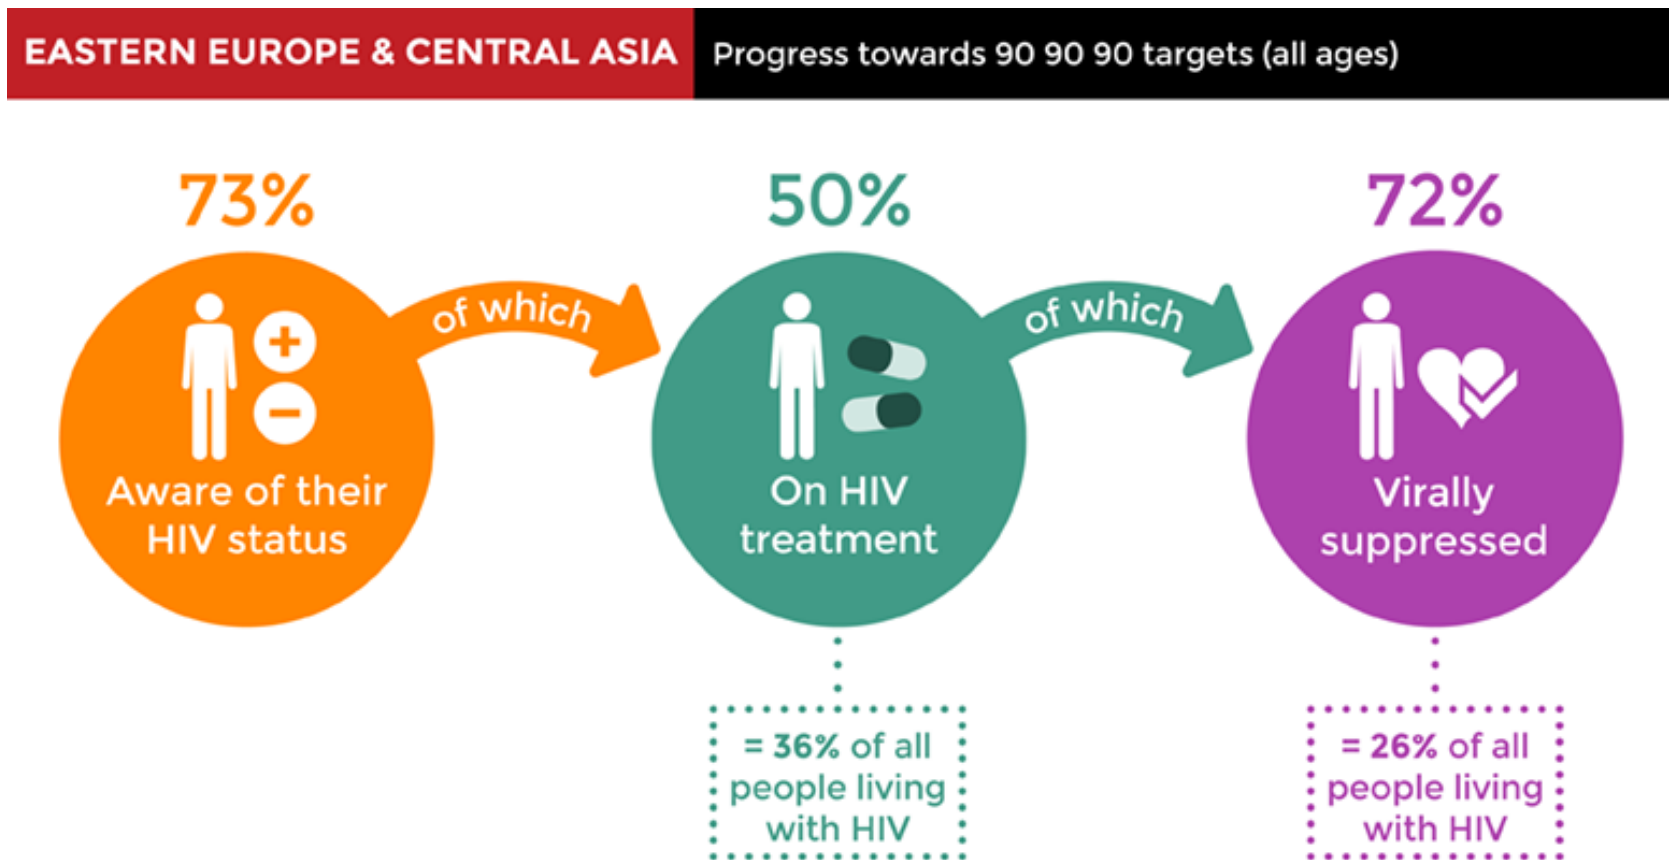 EASTERN EUROPE & CENTRAL ASIA
Progress towards 90 90 90 targets (all ages)
73%
of which
Aware of their
HIV status
50%
of which
On HIV
treatment
= 36% of all
people living
with HIV
72%
Virally
suppressed
= 26% of all
people living
with HIV